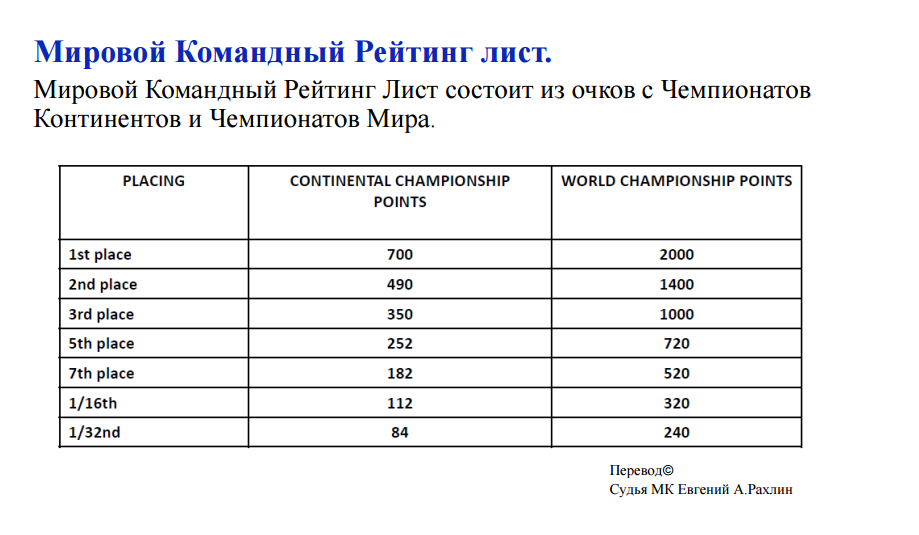 Мировой Командный Рейтинг лист.
Мировой Командный Рейтинг Лист состоит из очков с Чемпионатов
Континентов и Чемпионатов Мира.
PLACING CONTINENTAL CHAMPIONSHIP POINTS WORLD CHAMPIONSHIP POINTS
1st place 700 2000
2nd place 490 1400
3rd place 350 1000
5th place 252 720
7th place 182 520
1/16th 112 320
1/32nd 84 240
Перевод©
Судья МК Евгений А.Рахлин